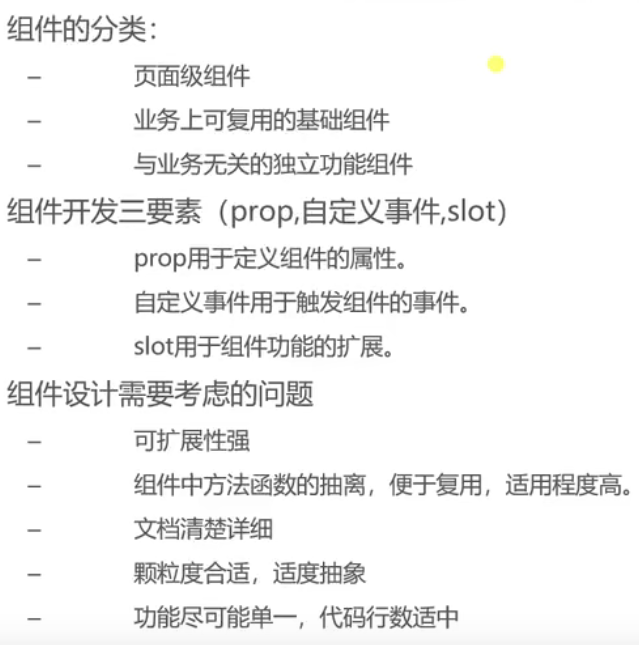 组件的分类：
– 页面级组件
– 业务上可复用的基础组件
– 与业务无关的独立功能组件
组件开发三要素（prop,自定义事件,slot）
– prop用于定义组件的属性。
– 自定义事件用于触发组件的事件。
– slot用于组件功能的扩展。
组件设计需要考虑的问题
– 可扩展性强
– 组件中方法函数的抽离，便于复用，适用程度高。
– 文档清楚详细
– 颗粒度合适，适度抽象
– 功能尽可能单一，代码行数适中